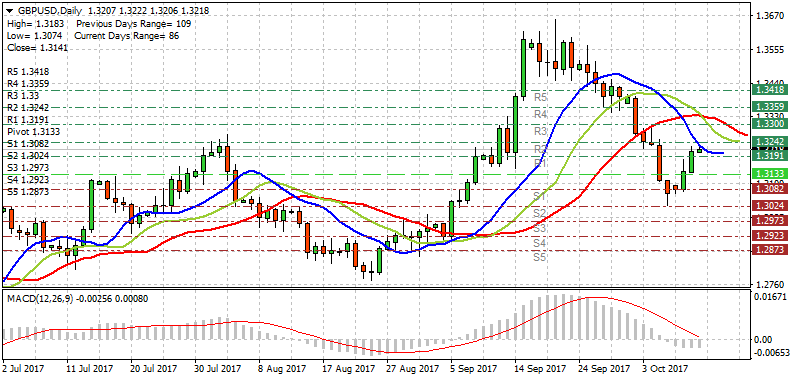 GBPUSD,Daily 1.3207 1.3222 1.3206 1.3218
High= 1.3183 Previous Days Range= 109
Low= 1.3074 Current Days Range= 86
Close= 1.3141
R5 1.3418
R4 1.3359
R3 1.33
R2 1.3242
R1 1.3191
Pivot 1.3133
S1 1.3082
S2 1.3024
S3 1.2973
S4 1.2923
S5 1.2873
R5
R4
R3
R2
R1
S1
S2
S3
S4
S5
1.3670
1.3555
1.3440
1.3418
1.3359
1.3300
1.3242
1.3191
1.3133
1.3082
1.3024
1.2973
1.2923
1.2873
1.2760
MACD(12,26,9) -0.00256 0.00080
0.01671
0.00
-0.00653
2 Jul 2017
11 Jul 2017
20 Jul 2017
30 Jul 2017
8 Aug 2017
17 Aug 2017
27 Aug 2017
5 Sep 2017
14 Sep 2017
24 Sep 2017
3 Oct 2017